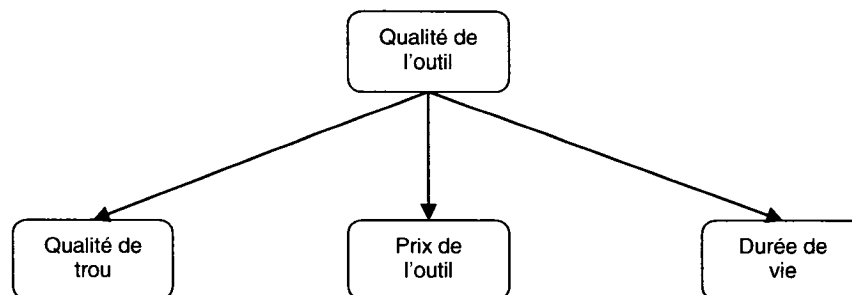 Qualité de
l'outil
Qualité de
trou
Prix de
l'outil
Durée de
vie